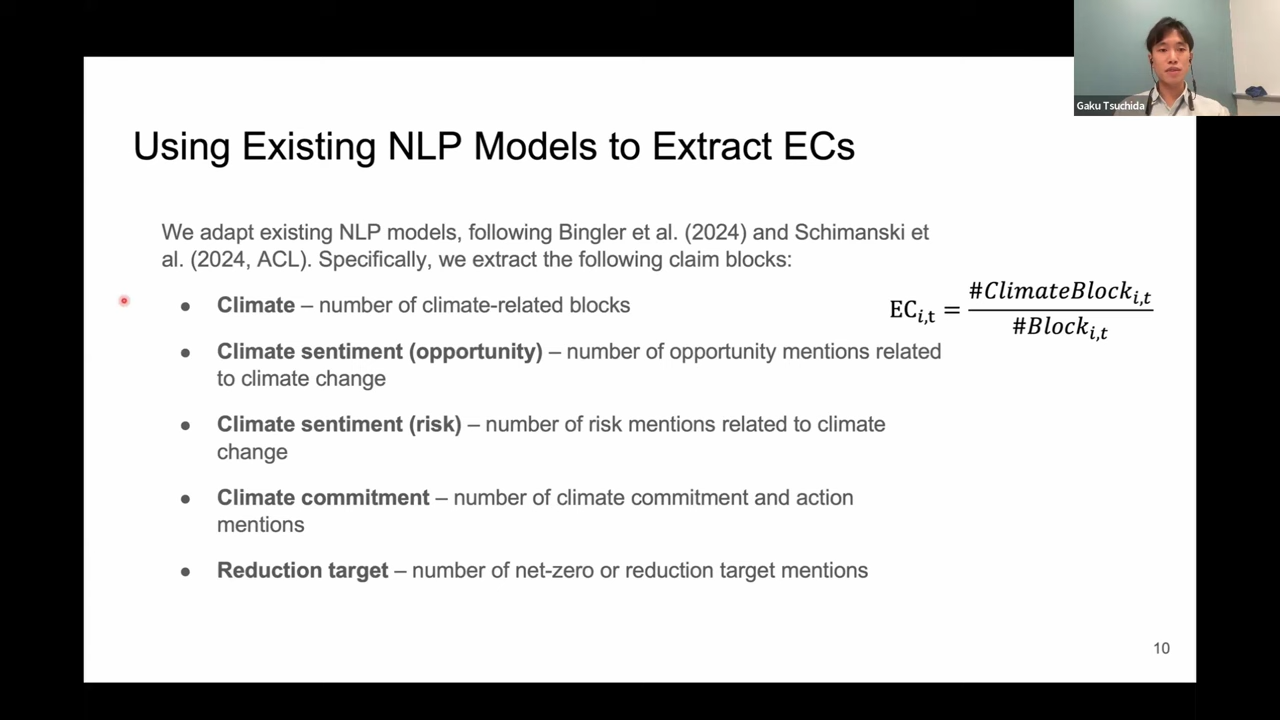 Gaku Tsuchida
Using Existing NLP Models to Extract ECs
We adapt existing NLP models, following Bingler et al. (2024) and Schimanski et
al. (2024, ACL). Specifically, we extract the following claim blocks:
● Climate – number of climate-related blocks
● Climate sentiment (opportunity) – number of opportunity mentions related
to climate change
● Climate sentiment (risk) – number of risk mentions related to climate
change
● Climate commitment – number of climate commitment and action
mentions
● Reduction target – number of net-zero or reduction target mentions
EC_{i,t} = #ClimateBlock_{i,t} / #Block_{i,t}
10